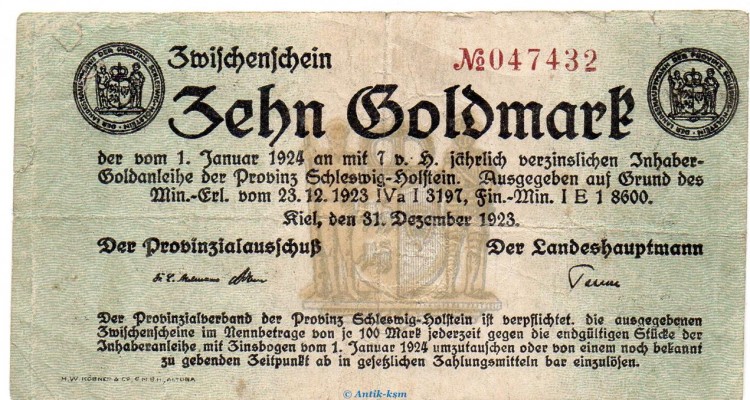 Zwischenschein №047432
Zehn Goldmark
der vom 1. Januar 1924 an mit 7 v. H. jährlich verzinslichen Inhaber-
Goldanleihe der Provinz Schleswig-Holstein. Ausgegeben auf Grund des
Min.-Erl. vom 23. 12. 1923 IVa I 3197, Fin.-Min. I E 1 8600.
Kiel, den 31. Dezember 1923.
Der Provinzialausschuß Der Landeshauptmann
Der Provinzialverband der Provinz Schleswig-Holstein ist verpflichtet, die ausgegebenen
Zwischenscheine im Nennbetrage von je 100 Mark jederzeit gegen die endgültigen Stücke der
Inhaberanleihe mit Zinsbogen vom 1. Januar 1924 umzutauschen oder von einem noch bekannt
zu gebenden Zeitpunkt ab in gesetzlichen Zahlungsmitteln bar einzulösen.
H.W. KÖBNER & CO, G.M.B.H., ALTONA
© Antik-ksm